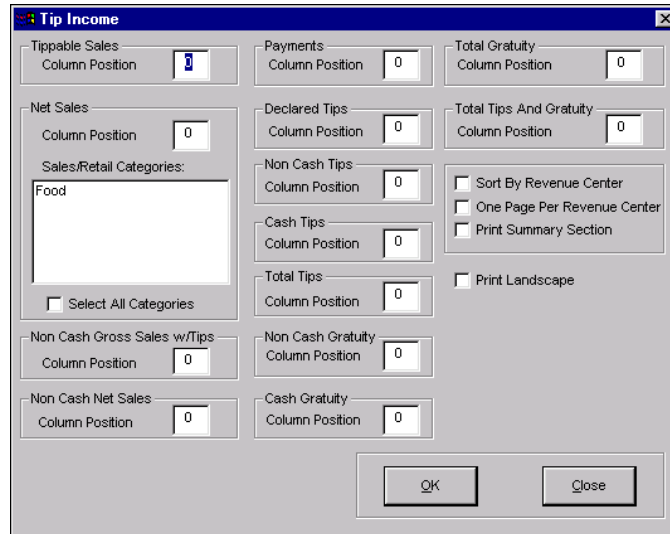 Tip Income
Tippable Sales
Column Position 0
Net Sales
Column Position 0
Sales/Retail Categories:
Food
Select All Categories
Non Cash Gross Sales w/Tips
Column Position 0
Non Cash Net Sales
Column Position 0
Payments
Column Position 0
Declared Tips
Column Position 0
Non Cash Tips
Column Position 0
Cash Tips
Column Position 0
Total Tips
Column Position 0
Non Cash Gratuity
Column Position 0
Cash Gratuity
Column Position 0
Total Gratuity
Column Position 0
Total Tips And Gratuity
Column Position 0
Sort By Revenue Center
One Page Per Revenue Center
Print Summary Section
Print Landscape
OK
Close